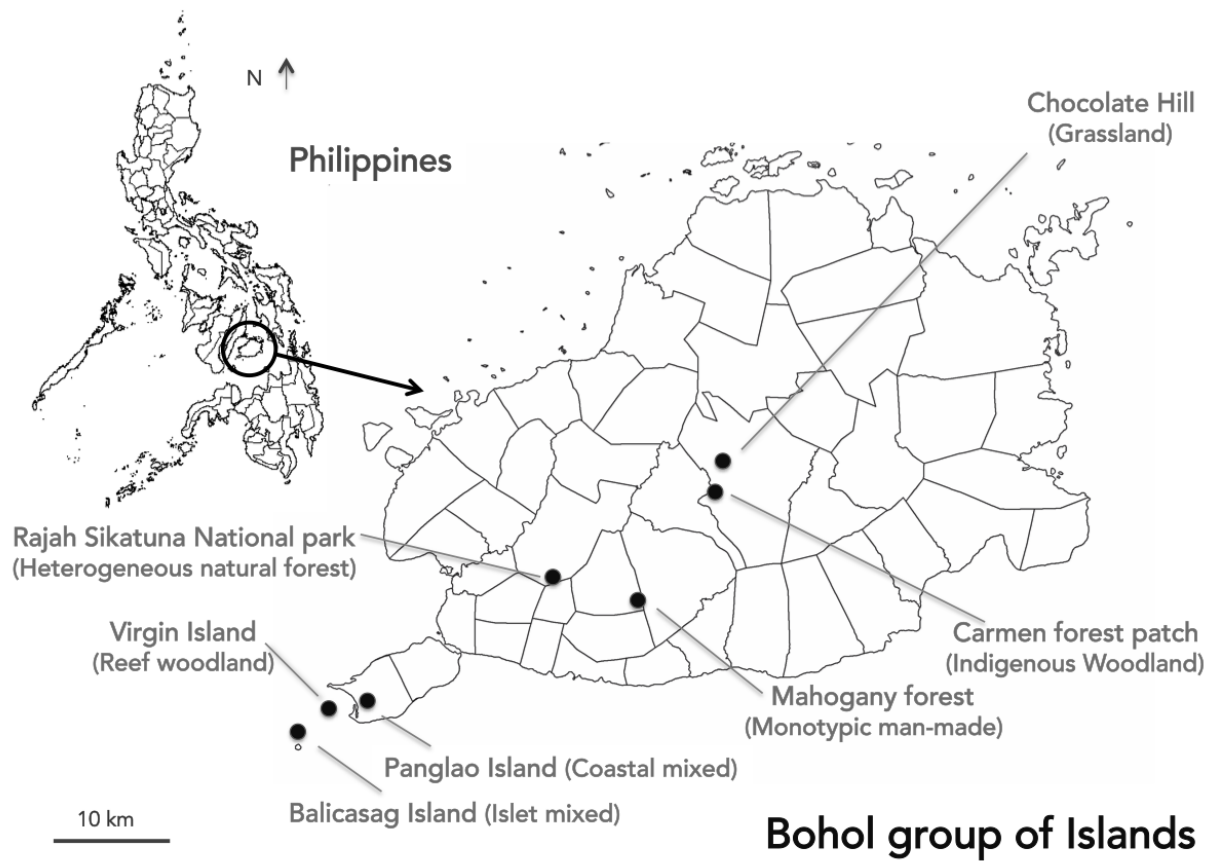 N
Philippines
Chocolate Hill
(Grassland)
Rajah Sikatuna National park
(Heterogeneous natural forest)
Virgin Island
(Reef woodland)
Carmen forest patch
(Indigenous Woodland)
Mahogany forest
(Monotypic man-made)
Panglao Island (Coastal mixed)
Balicasag Island (Islet mixed)
10 km
Bohol group of Islands